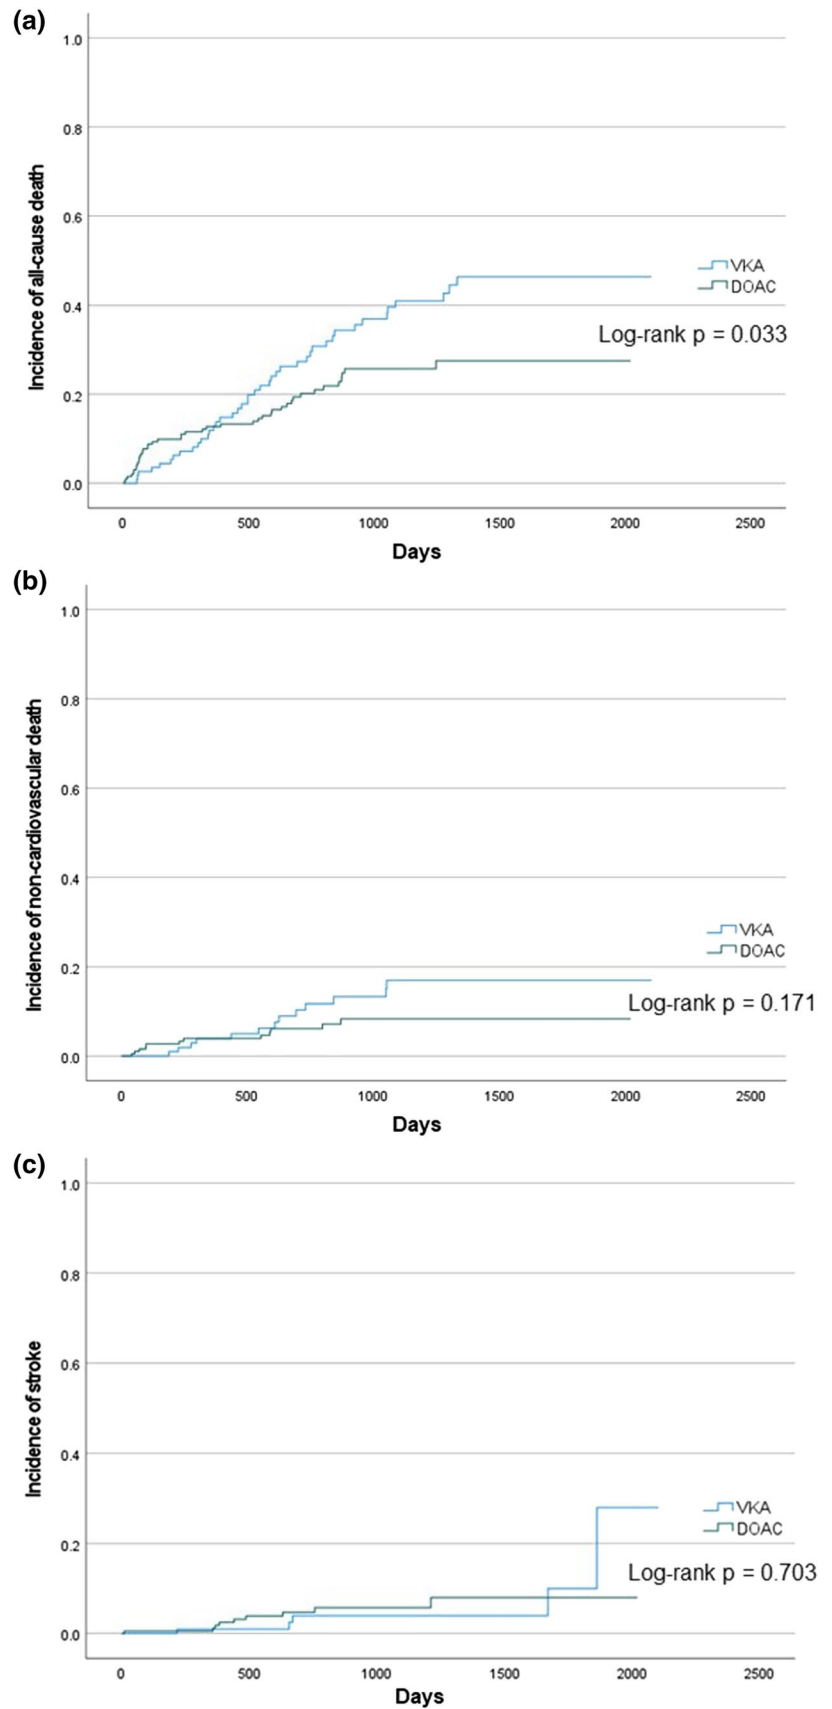 (a)
1.0
0.8
0.6
0.4
0.2
0.0
Incidence of all-cause death
VKA
DOAC
Log-rank p = 0.033
0 500 1000 1500 2000 2500
Days
(b)
1.0
0.8
0.6
0.4
0.2
0.0
Incidence of non-cardiovascular death
VKA
DOAC
Log-rank p = 0.171
0 500 1000 1500 2000 2500
Days
(c)
1.0
0.8
0.6
0.4
0.2
0.0
Incidence of stroke
VKA
DOAC
Log-rank p = 0.703
0 500 1000 1500 2000 2500
Days